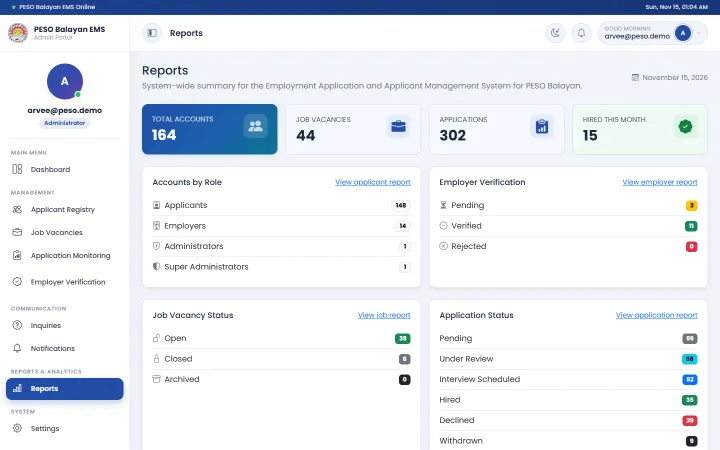 PESO Balayan EMS Online
Sun, Nov 15, 01:04 AM
PESO Balayan EMS
Admin Portal
Reports
GOOD MORNING
arvee@peso.demo
A
A
arvee@peso.demo
Administrator
MAIN MENU
Dashboard
MANAGEMENT
Applicant Registry
Job Vacancies
Application Monitoring
Employer Verification
COMMUNICATION
Inquiries
Notifications
REPORTS & ANALYTICS
Reports
SYSTEM
Settings
Reports
System-wide summary for the Employment Application and Applicant Management System for PESO Balayan.
November 15, 2026
TOTAL ACCOUNTS
164
JOB VACANCIES
44
APPLICATIONS
302
HIRED THIS MONTH
15
Accounts by Role
View applicant report
Applicants 148
Employers 14
Administrators 1
Super Administrators 1
Employer Verification
View employer report
Pending 3
Verified 11
Rejected 0
Job Vacancy Status
View job report
Open 38
Closed 6
Archived 0
Application Status
View application report
Pending 99
Under Review 68
Interview Scheduled 62
Hired 35
Declined 29
Withdrawn 9